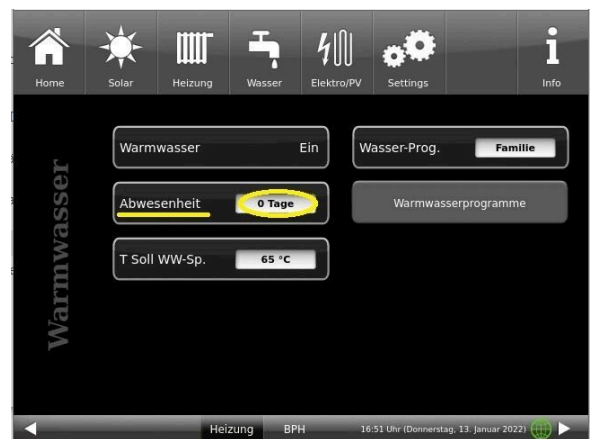 Home Solar Heizung Wasser Elektro/PV Settings Info
Warmwasser
Warmwasser Ein
Wasser-Prog. Familie
Abwesenheit 0 Tage
Warmwasserprogramme
T Soll WW-Sp. 65 °C
Heizung BPH 16:51 Uhr (Donnerstag, 13. Januar 2022)